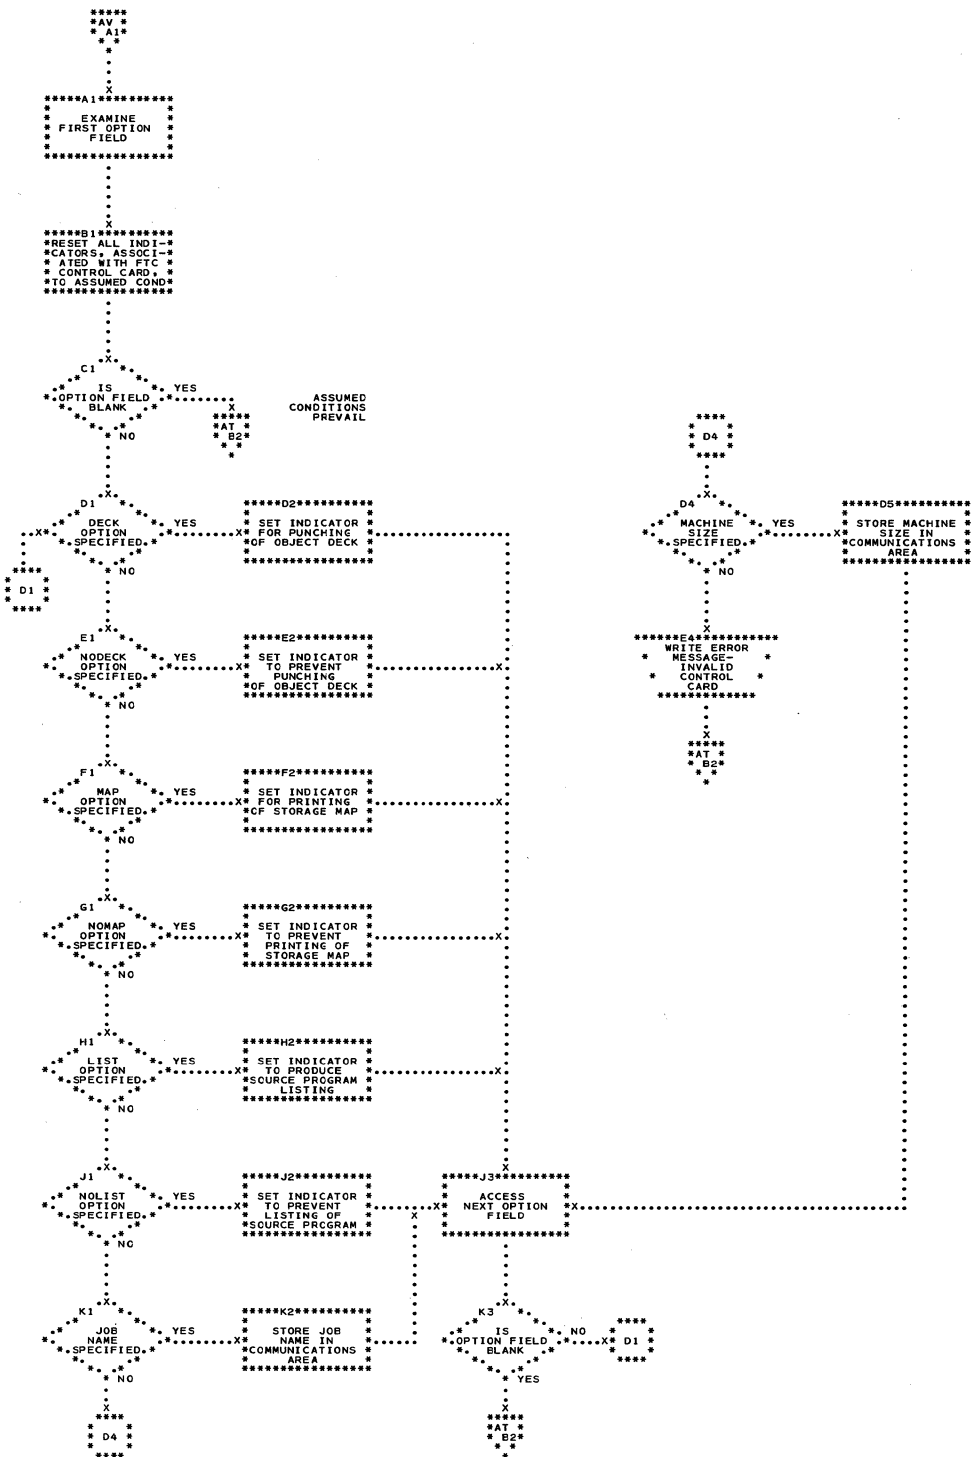 AV
A1
A1
EXAMINE
FIRST OPTION
FIELD
B1
RESET ALL INDI-
CATORS, ASSOCI-
ATED WITH FTC
CONTROL CARD,
TO ASSUMED COND
C1
IS
OPTION FIELD
BLANK
YES
NO
AT
B2
ASSUMED
CONDITIONS
PREVAIL
D1
DECK
OPTION
SPECIFIED
YES
NO
D1
D2
SET INDICATOR
FOR PUNCHING
OF OBJECT DECK
D4
D4
MACHINE
SIZE
SPECIFIED
YES
NO
D5
STORE MACHINE
SIZE IN
COMMUNICATIONS
AREA
E1
NODECK
OPTION
SPECIFIED
YES
NO
E2
SET INDICATOR
TO PREVENT
PUNCHING
OF OBJECT DECK
E4
WRITE ERROR
MESSAGE-
INVALID
CONTROL
CARD
AT
B2
F1
MAP
OPTION
SPECIFIED
YES
NO
F2
SET INDICATOR
FOR PRINTING
OF STORAGE MAP
G1
NOMAP
OPTION
SPECIFIED
YES
NO
G2
SET INDICATOR
TO PREVENT
PRINTING OF
STORAGE MAP
H1
LIST
OPTION
SPECIFIED
YES
NO
H2
SET INDICATOR
TO PRODUCE
SOURCE PROGRAM
LISTING
J1
NOLIST
OPTION
SPECIFIED
YES
NO
J2
SET INDICATOR
TO PREVENT
LISTING OF
SOURCE PROGRAM
J3
ACCESS
NEXT OPTION
FIELD
K1
JOB
NAME
SPECIFIED
YES
NO
K2
STORE JOB
NAME IN
COMMUNICATIONS
AREA
K3
IS
OPTION FIELD
BLANK
NO
YES
D1
D4
AT
B2